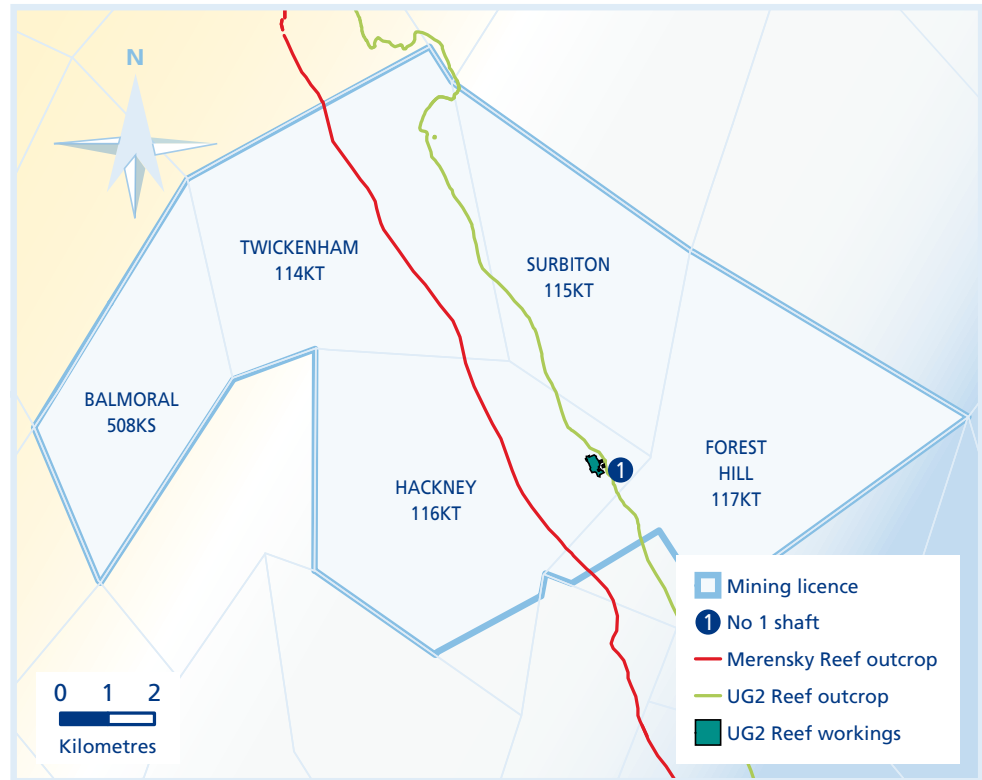 N
TWICKENHAM
114KT
SURBITON
115KT
BALMORAL
508KS
FOREST
HILL
117KT
HACKNEY
116KT
1
Mining licence
1 No 1 shaft
Merensky Reef outcrop
UG2 Reef outcrop
UG2 Reef workings
0 1 2
Kilometres